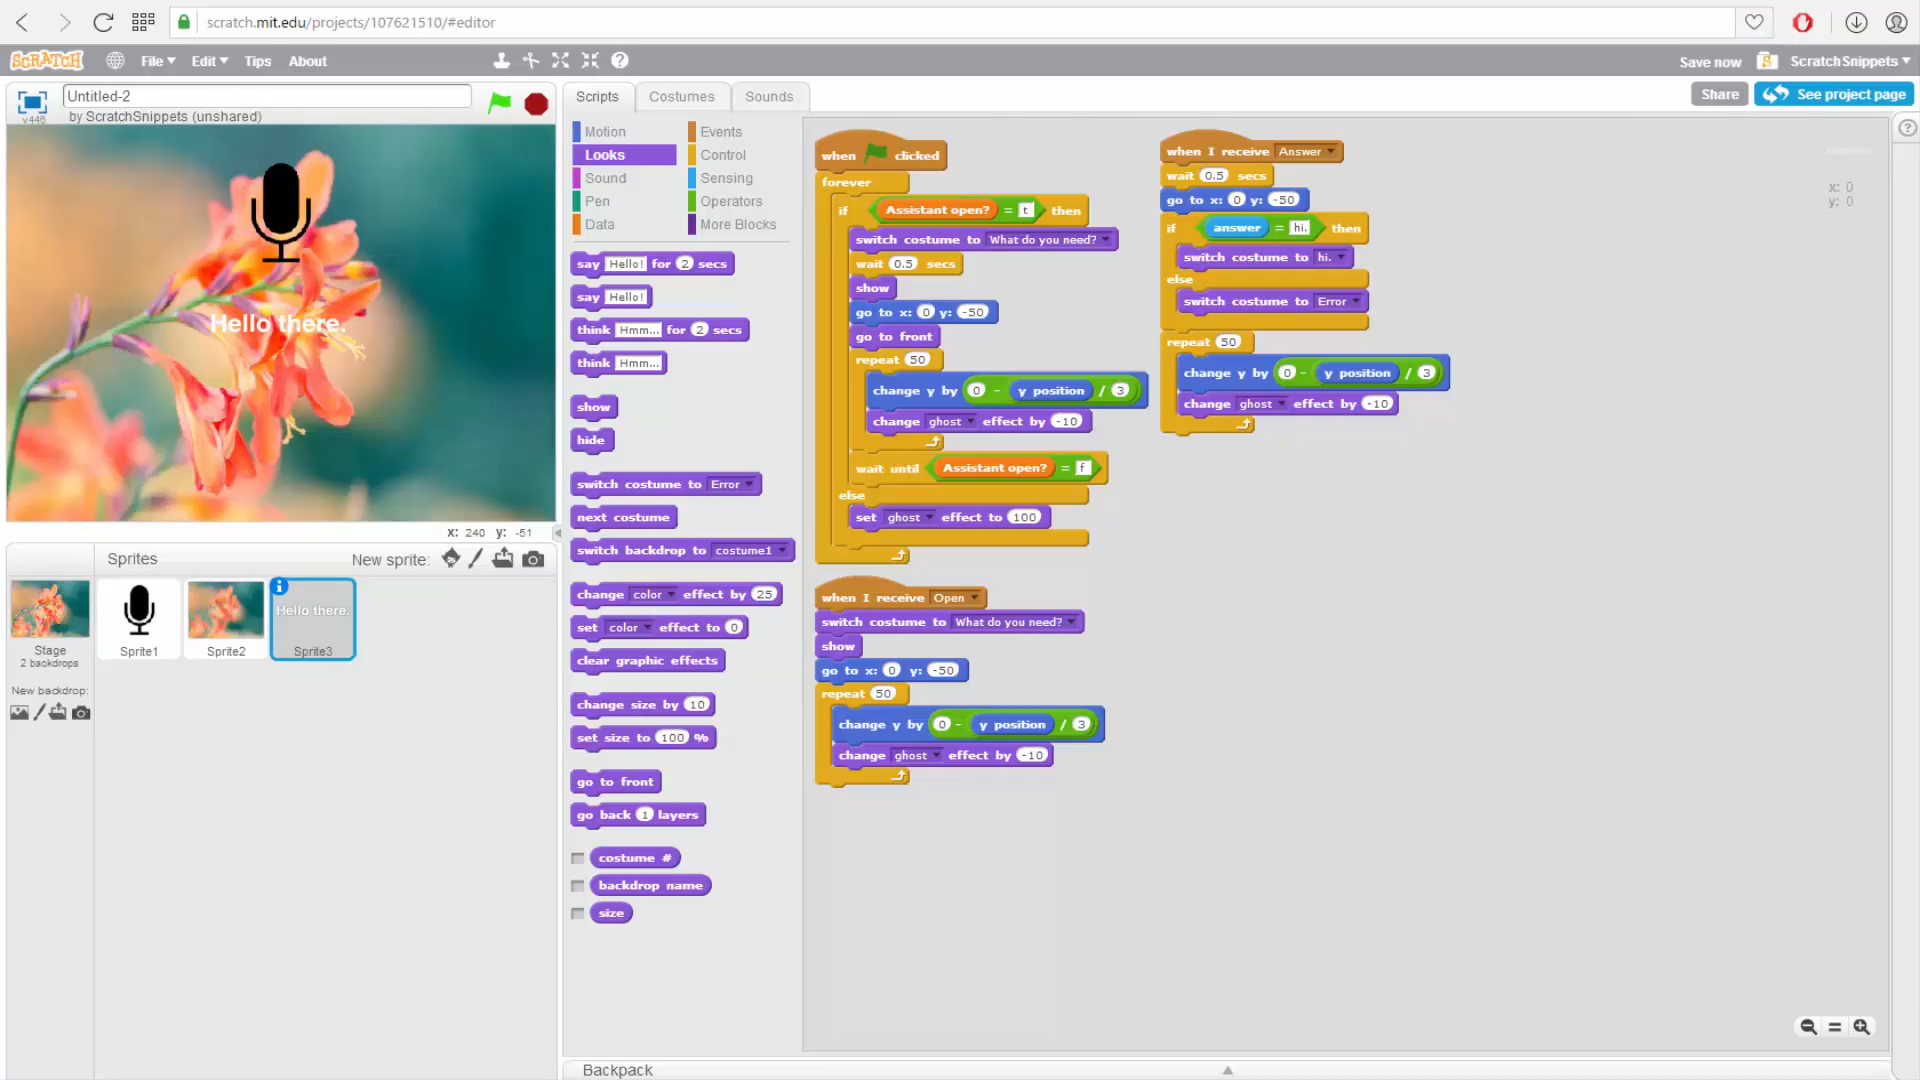 scratch.mit.edu/projects/107621510/#editor
SCRATCH
File
Edit
Tips
About
Save now
S
ScratchSnippets
Untitled-2
by ScratchSnippets (unshared)
v446
Scripts
Costumes
Sounds
Share
See project page
Motion
Looks
Sound
Pen
Data
Events
Control
Sensing
Operators
More Blocks
Hello there.
x: 240 y: -51
Sprites
New sprite:
Stage
2 backdrops
New backdrop:
Sprite1
Sprite2
i
Hello there.
Sprite3
say Hello! for 2 secs
say Hello!
think Hmm... for 2 secs
think Hmm...
show
hide
switch costume to Error
next costume
switch backdrop to costume1
change color effect by 25
set color effect to 0
clear graphic effects
change size by 10
set size to 100 %
go to front
go back 1 layers
costume #
backdrop name
size
when clicked
forever
if Assistant open? = t then
switch costume to What do you need?
wait 0.5 secs
show
go to x: 0 y: -50
go to front
repeat 50
change y by 0 - y position / 3
change ghost effect by -10
wait until Assistant open? = f
else
set ghost effect to 100
when I receive Open
switch costume to What do you need?
show
go to x: 0 y: -50
repeat 50
change y by 0 - y position / 3
change ghost effect by -10
when I receive Answer
wait 0.5 secs
go to x: 0 y: -50
if answer = hi. then
switch costume to hi.
else
switch costume to Error
repeat 50
change y by 0 - y position / 3
change ghost effect by -10
x: 0
y: 0
Backpack